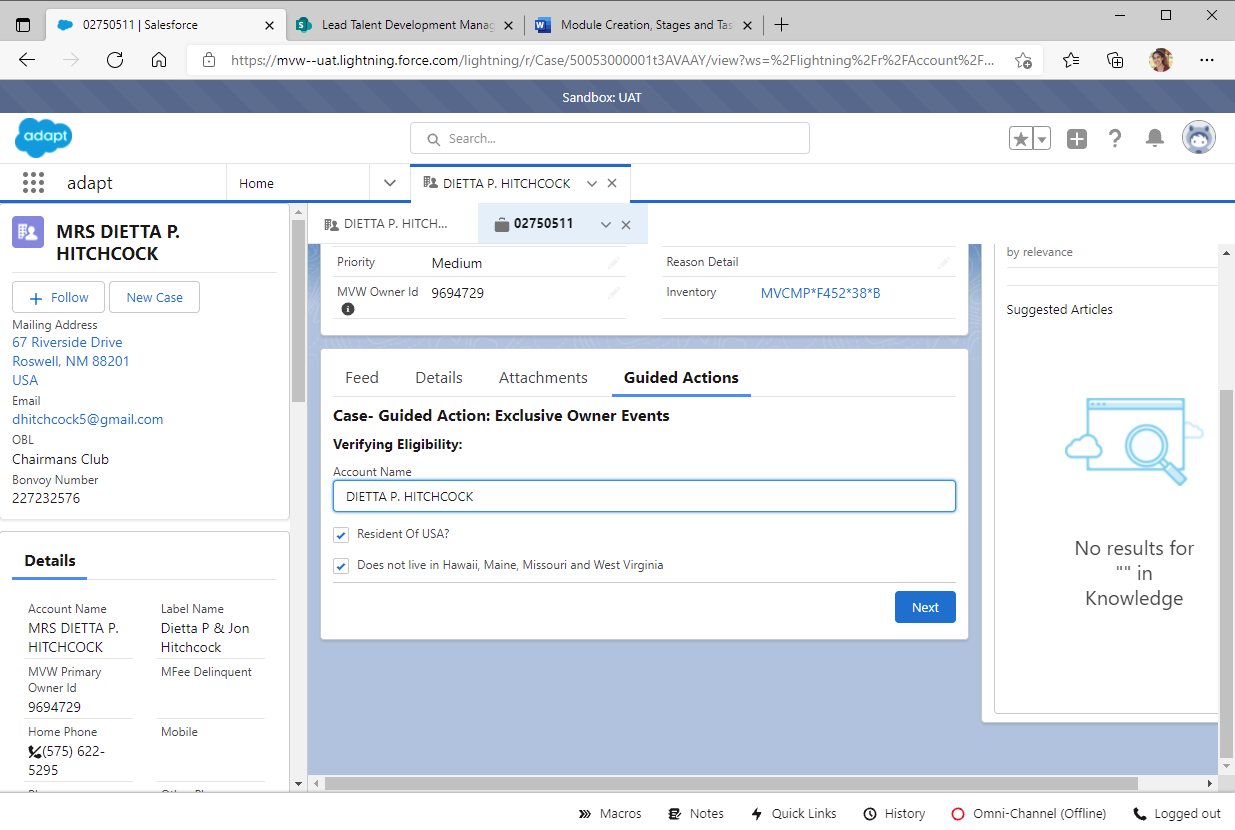 02750511 | Salesforce
Lead Talent Development Manag
Module Creation, Stages and Tas
https://mvw--uat.lightning.force.com/lightning/r/Case/50053000001t3AVAAY/view?ws=%2Flightning%2Fr%2FAccount%2F...
Sandbox: UAT
adapt
Search...
adapt
Home
DIETTA P. HITCHCOCK
MRS DIETTA P.
HITCHCOCK
Follow
New Case
Mailing Address
67 Riverside Drive
Roswell, NM 88201
USA
Email
dhitchcock5@gmail.com
OBL
Chairmans Club
Bonvoy Number
227232576
Details
Account Name
MRS DIETTA P.
HITCHCOCK
Label Name
Dietta P & Jon
Hitchcock
MVW Primary
Owner Id
9694729
MFee Delinquent
Home Phone
(575) 622-
5295
Mobile
DIETTA P. HITCH...
02750511
Priority
Medium
Reason Detail
MVW Owner Id
9694729
Inventory
MVCMP*F452*38*B
Feed
Details
Attachments
Guided Actions
Case- Guided Action: Exclusive Owner Events
Verifying Eligibility:
Account Name
DIETTA P. HITCHCOCK
Resident Of USA?
Does not live in Hawaii, Maine, Missouri and West Virginia
Next
by relevance
Suggested Articles
No results for
"" in
Knowledge
Macros
Notes
Quick Links
History
Omni-Channel (Offline)
Logged out